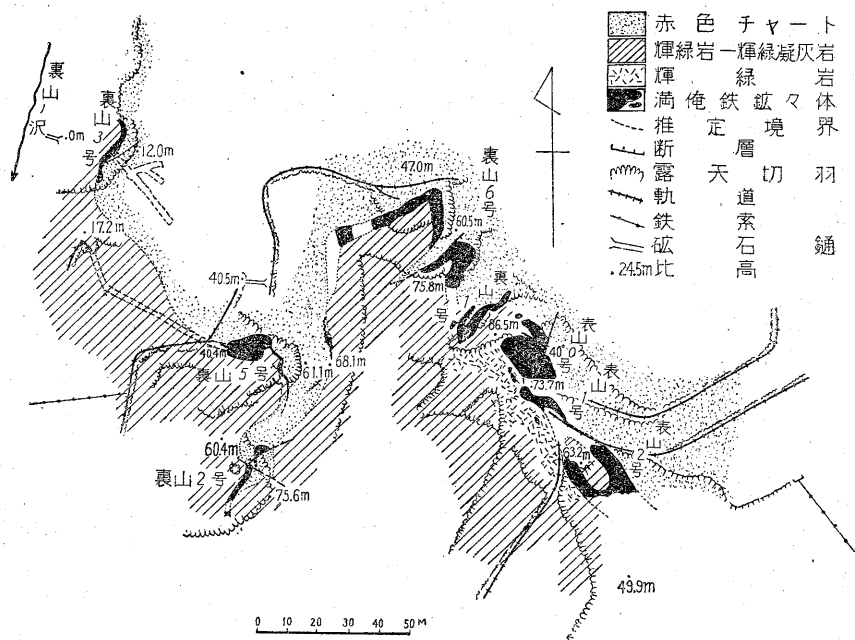 赤色チャート
輝緑岩一輝緑凝灰岩
輝緑岩
満俺鉄鉱々体
推定境界
断層
露天切羽
軌道
鉄索
砿石通
.24.5m 比高
裏山ノ沢
.0m
裏山3号
12.0m
17.2m
47.0m
裏山6号
60.5m
75.8m
40.5m
裏山1号
86.5m
表山0号
40
表山1号
73.7m
表山2号
63.2m
40.4m
裏山5号
61.1m
68.1m
60.4m
裏山2号
75.6m
49.9m
0 10 20 30 40 50 M